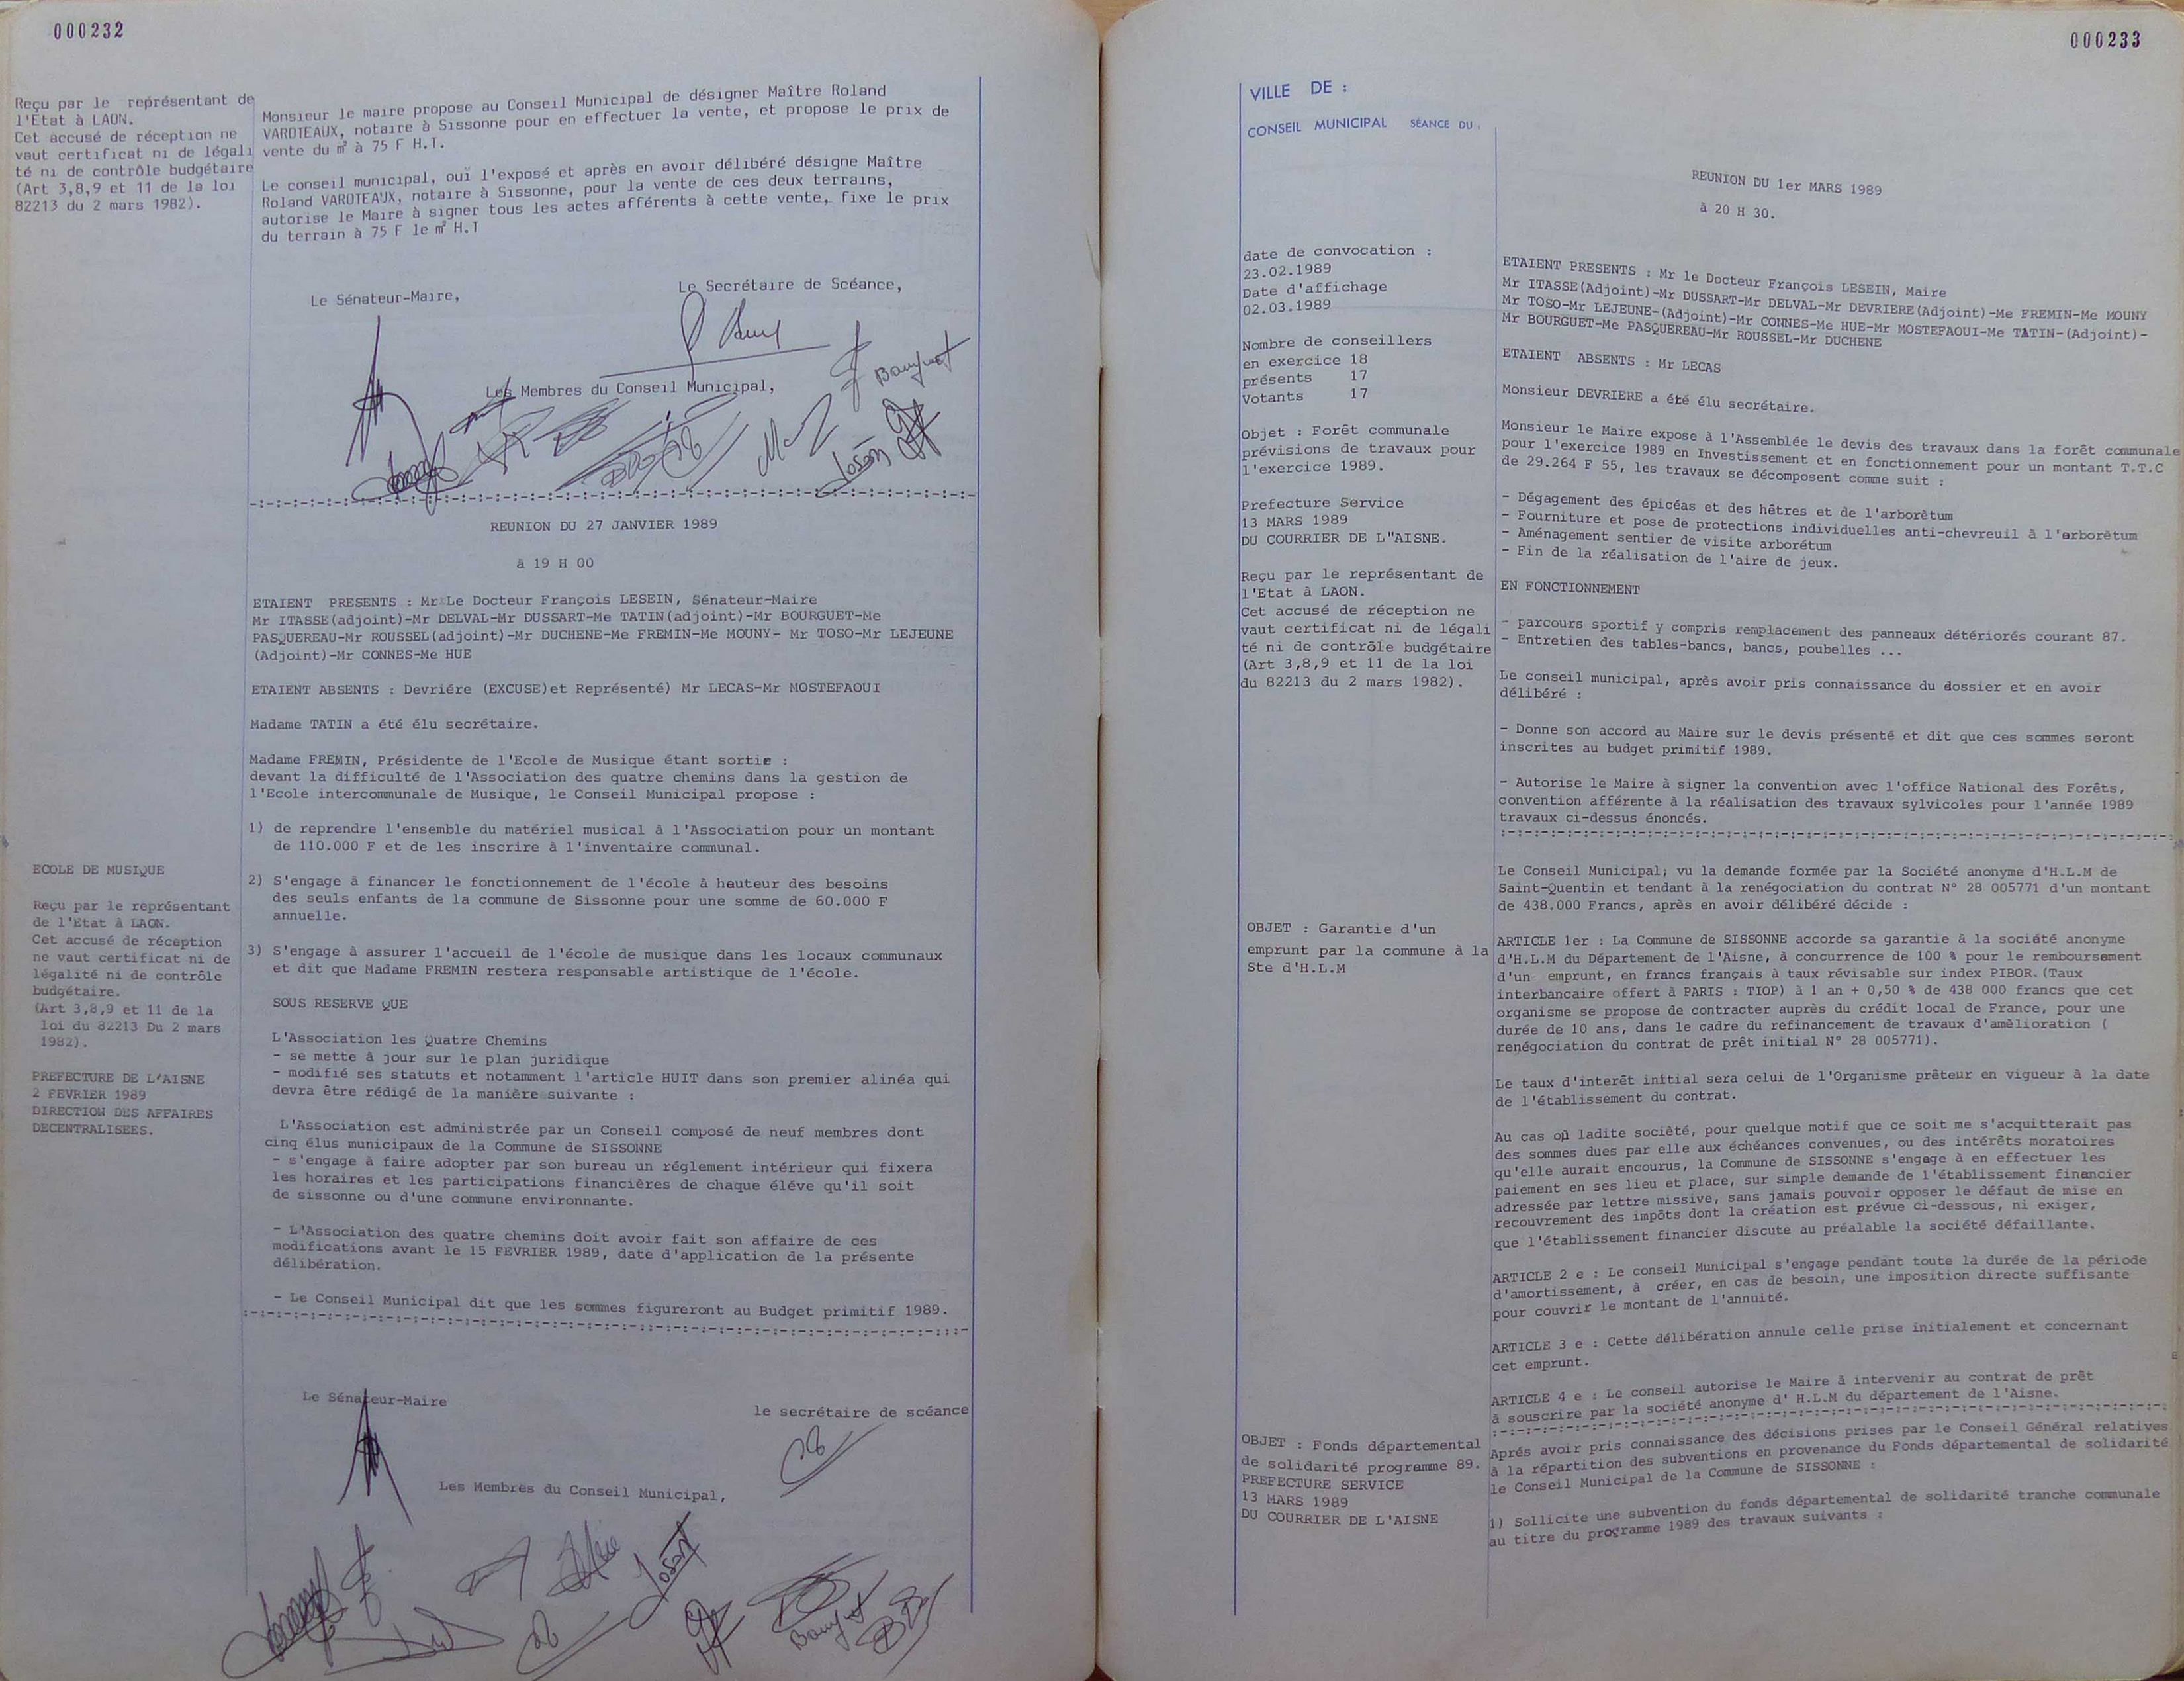 000232
Reçu par le représentant de
l'Etat à LAON.
Cet accusé de réception ne
vaut certificat ni de légali
té ni de contrôle budgétaire
(Art 3,8,9 et 11 de la loi
82213 du 2 mars 1982).
Monsieur le maire propose au Conseil Municipal de désigner Maître Roland
VAROTEAUX, notaire à Sissonne pour en effectuer la vente, et propose le prix de
vente du m² à 75 F H.T.
Le conseil municipal, ouï l'exposé et après en avoir délibéré désigne Maître
Roland VAROTEAUX, notaire à Sissonne, pour la vente de ces deux terrains,
autorise le Maire à signer tous les actes afférents à cette vente, fixe le prix
du terrain à 75 F le m² H.T
Le Sénateur-Maire,
Le Secrétaire de Scéance,
Les Membres du Conseil Municipal,
REUNION DU 27 JANVIER 1989
à 19 H 00
ETAIENT PRESENTS : Mr Le Docteur François LESEIN, Sénateur-Maire
Mr ITASSE(adjoint)-Mr DELVAL-Mr DUSSART-Me TATIN(adjoint)-Mr BOURGUET-Me
PASQUEREAU-Mr ROUSSEL(adjoint)-Mr DUCHENE-Me FREMIN-Me MOUNY- Mr TOSO-Mr LEJEUNE
(Adjoint)-Mr CONNES-Me HUE
ETAIENT ABSENTS : Devriére (EXCUSE)et Représenté) Mr LECAS-Mr MOSTEFAOUI
Madame TATIN a été élu secrétaire.
Madame FREMIN, Présidente de l'Ecole de Musique étant sortie :
devant la difficulté de l'Association des quatre chemins dans la gestion de
l'Ecole intercommunale de Musique, le Conseil Municipal propose :
1) de reprendre l'ensemble du matériel musical à l'Association pour un montant
de 110.000 F et de les inscrire à l'inventaire communal.
2) S'engage à financer le fonctionnement de l'école à hauteur des besoins
des seuls enfants de la commune de Sissonne pour une somme de 60.000 F
annuelle.
3) S'engage à assurer l'accueil de l'école de musique dans les locaux communaux
et dit que Madame FREMIN restera responsable artistique de l'école.
SOUS RESERVE QUE
L'Association les Quatre Chemins
- se mette à jour sur le plan juridique
- modifié ses statuts et notamment l'article HUIT dans son premier alinéa qui
devra être rédigé de la manière suivante :
L'Association est administrée par un Conseil composé de neuf membres dont
cinq élus municipaux de la Commune de SISSONNE
- s'engage à faire adopter par son bureau un réglement intérieur qui fixera
les horaires et les participations financières de chaque éléve qu'il soit
de sissonne ou d'une commune environnante.
- L'Association des quatre chemins doit avoir fait son affaire de ces
modifications avant le 15 FEVRIER 1989, date d'application de la présente
délibération.
- Le Conseil Municipal dit que les sommes figureront au Budget primitif 1989.
ECOLE DE MUSIQUE
Reçu par le représentant
de l'Etat à LAON.
Cet accusé de réception
ne vaut certificat ni de
légalité ni de contrôle
budgétaire.
(Art 3,8,9 et 11 de la
loi du 82213 Du 2 mars
1982).
PREFECTURE DE L'AISNE
2 FEVRIER 1989
DIRECTION DES AFFAIRES
DECENTRALISEES.
Le Sénateur-Maire
le secrétaire de scéance
Les Membres du Conseil Municipal,
000233
VILLE DE :
CONSEIL MUNICIPAL SÉANCE DU :
REUNION DU 1er MARS 1989
à 20 H 30.
date de convocation :
23.02.1989
Date d'affichage
02.03.1989
Nombre de conseillers
en exercice 18
présents 17
Votants 17
Objet : Forêt communale
prévisions de travaux pour
l'exercice 1989.
Prefecture Service
13 MARS 1989
DU COURRIER DE L"AISNE.
Reçu par le représentant de
l'Etat à LAON.
Cet accusé de réception ne
vaut certificat ni de légali
té ni de contrôle budgétaire
(Art 3,8,9 et 11 de la loi
du 82213 du 2 mars 1982).
ETAIENT PRESENTS : Mr le Docteur François LESEIN, Maire
Mr ITASSE(Adjoint)-Mr DUSSART-Mr DELVAL-Mr DEVRIERE(Adjoint)-Me FREMIN-Me MOUNY
Mr TOSO-Mr LEJEUNE-(Adjoint)-Mr CONNES-Me HUE-Mr MOSTEFAOUI-Me TATIN-(Adjoint)-
Mr BOURGUET-Me PASQUEREAU-Mr ROUSSEL-Mr DUCHENE
ETAIENT ABSENTS : Mr LECAS
Monsieur DEVRIERE a été élu secrétaire.
Monsieur le Maire expose à l'Assemblée le devis des travaux dans la forêt communale
pour l'exercice 1989 en Investissement et en fonctionnement pour un montant T.T.C
de 29.264 F 55, les travaux se décomposent comme suit :
- Dégagement des épicéas et des hêtres et de l'arborètum
- Fourniture et pose de protections individuelles anti-chevreuil à l'arborètum
- Aménagement sentier de visite arborétum
- Fin de la réalisation de l'aire de jeux.
EN FONCTIONNEMENT
- parcours sportif y compris remplacement des panneaux détériorés courant 87.
- Entretien des tables-bancs, bancs, poubelles ...
Le conseil municipal, après avoir pris connaissance du dossier et en avoir
délibéré :
- Donne son accord au Maire sur le devis présenté et dit que ces sommes seront
inscrites au budget primitif 1989.
- Autorise le Maire à signer la convention avec l'office National des Forêts,
convention afférente à la réalisation des travaux sylvicoles pour l'année 1989
travaux ci-dessus énoncés.
OBJET : Garantie d'un
emprunt par la commune à la
Ste d'H.L.M
Le Conseil Municipal; vu la demande formée par la Société anonyme d'H.L.M de
Saint-Quentin et tendant à la renégociation du contrat N° 28 005771 d'un montant
de 438.000 Francs, après en avoir délibéré décide :
ARTICLE 1er : La Commune de SISSONNE accorde sa garantie à la société anonyme
d'H.L.M du Département de l'Aisne, à concurrence de 100 % pour le remboursement
d'un emprunt, en francs français à taux révisable sur index PIBOR.(Taux
interbancaire offert à PARIS : TIOP) à 1 an + 0,50 % de 438 000 francs que cet
organisme se propose de contracter auprès du crédit local de France, pour une
durée de 10 ans, dans le cadre du refinancement de travaux d'amèlioration (
renégociation du contrat de prêt initial N° 28 005771).
Le taux d'interêt initial sera celui de l'Organisme prêteur en vigueur à la date
de l'établissement du contrat.
Au cas où ladite socièté, pour quelque motif que ce soit me s'acquitterait pas
des sommes dues par elle aux échéances convenues, ou des intérêts moratoires
qu'elle aurait encourus, la Commune de SISSONNE s'engage à en effectuer les
paiement en ses lieu et place, sur simple demande de l'établissement financier
adressée par lettre missive, sans jamais pouvoir opposer le défaut de mise en
recouvrement des impôts dont la création est prévue ci-dessous, ni exiger,
que l'établissement financier discute au préalable la société défaillante.
ARTICLE 2 e : Le conseil Municipal s'engage pendant toute la durée de la période
d'amortissement, à créer, en cas de besoin, une imposition directe suffisante
pour couvrir le montant de l'annuité.
ARTICLE 3 e : Cette délibération annule celle prise initialement et concernant
cet emprunt.
ARTICLE 4 e : Le conseil autorise le Maire à intervenir au contrat de prêt
à souscrire par la société anonyme d' H.L.M du département de l'Aisne.
OBJET : Fonds départemental
de solidarité programme 89.
PREFECTURE SERVICE
13 MARS 1989
DU COURRIER DE L'AISNE
Aprés avoir pris connaissance des décisions prises par le Conseil Général relatives
à la répartition des subventions en provenance du Fonds départemental de solidarité
le Conseil Municipal de la Commune de SISSONNE :
1) Sollicite une subvention du fonds départemental de solidarité tranche communale
au titre du programme 1989 des travaux suivants :